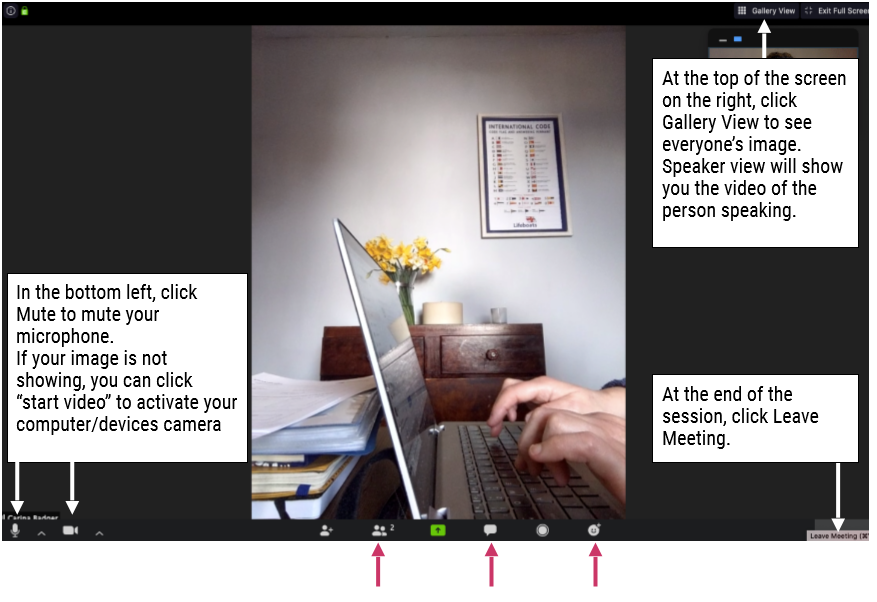 Gallery View
Exit Full Screen
At the top of the screen
on the right, click
Gallery View to see
everyone’s image.
Speaker view will show
you the video of the
person speaking.
INTERNATIONAL CODE
Lifeboats
In the bottom left, click
Mute to mute your
microphone.
If your image is not
showing, you can click
“start video” to activate your
computer/devices camera
At the end of the
session, click Leave
Meeting.
Carina Badger
2
Leave Meeting (⌘